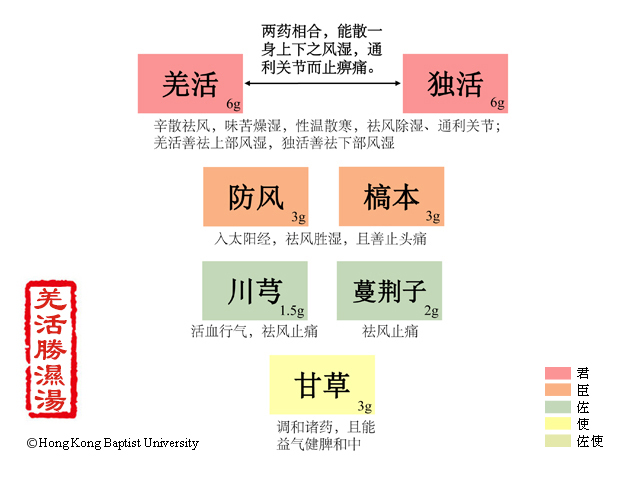 两药相合，能散一
身上下之风湿，通
利关节而止痹痛。
羌活
6g
独活
6g
辛散祛风，味苦燥湿，性温散寒，祛风除湿、通利关节；
羌活善祛上部风湿，独活善祛下部风湿
防风
3g
槁本
3g
入太阳经，祛风胜湿，且善止头痛
川芎
1.5g
蔓荆子
2g
活血行气，祛风止痛
祛风止痛
甘草
3g
调和诸药，且能
益气健脾和中
羌活勝濕湯
©Hong Kong Baptist University
君
臣
佐
使
佐使